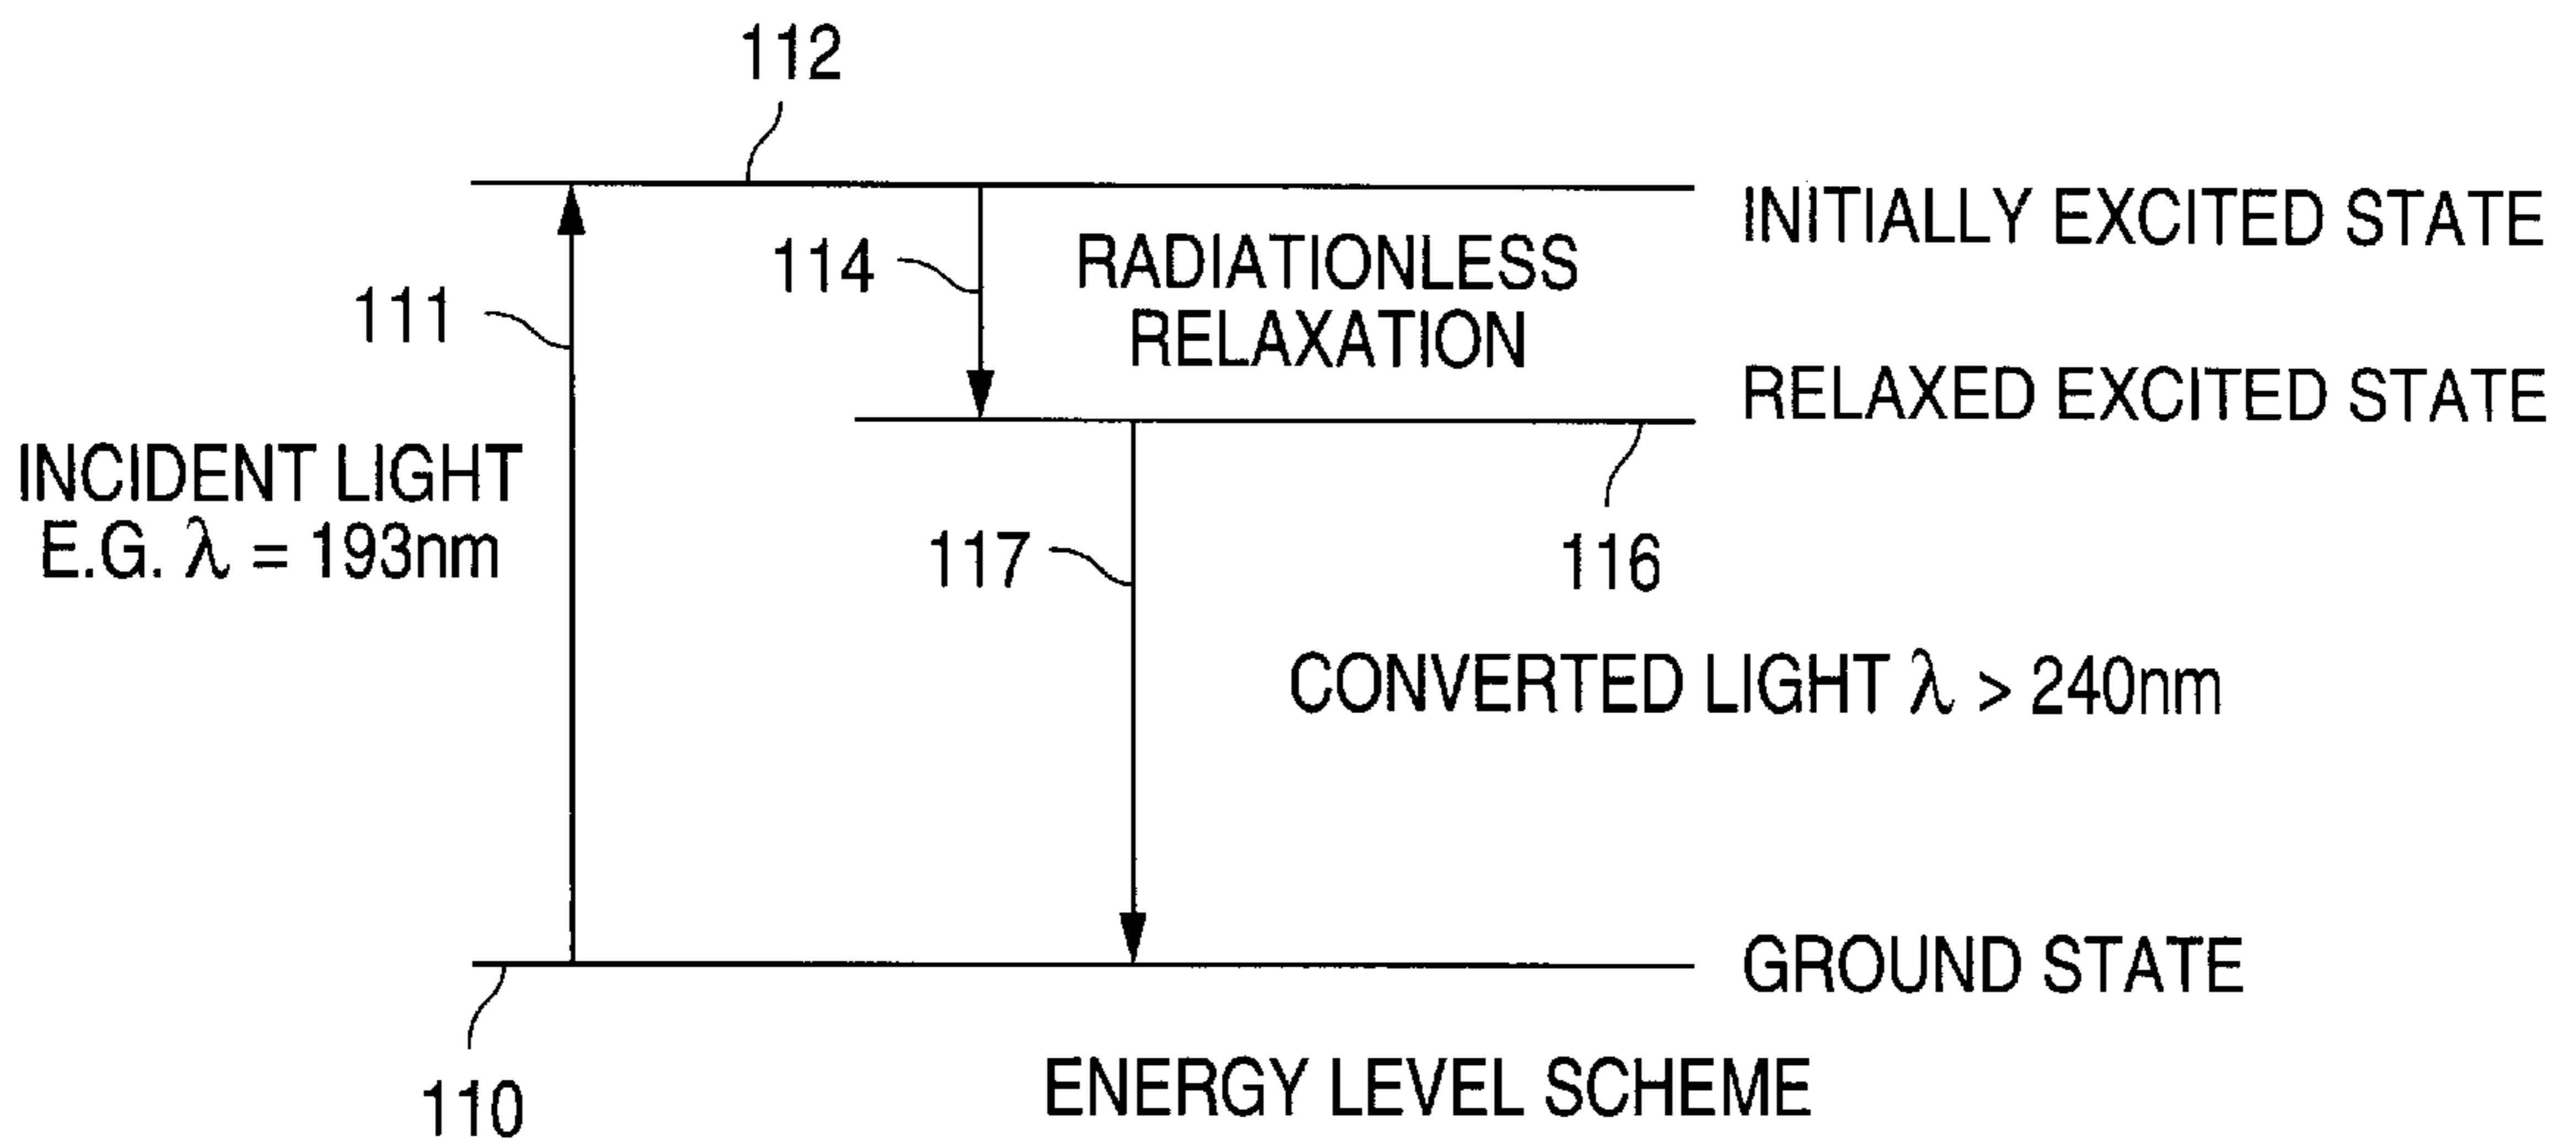 112
INITIALLY EXCITED STATE
114
RADIATIONLESS
RELAXATION
111
RELAXED EXCITED STATE
INCIDENT LIGHT
E.G. λ = 193nm
117
116
CONVERTED LIGHT λ > 240nm
GROUND STATE
110
ENERGY LEVEL SCHEME